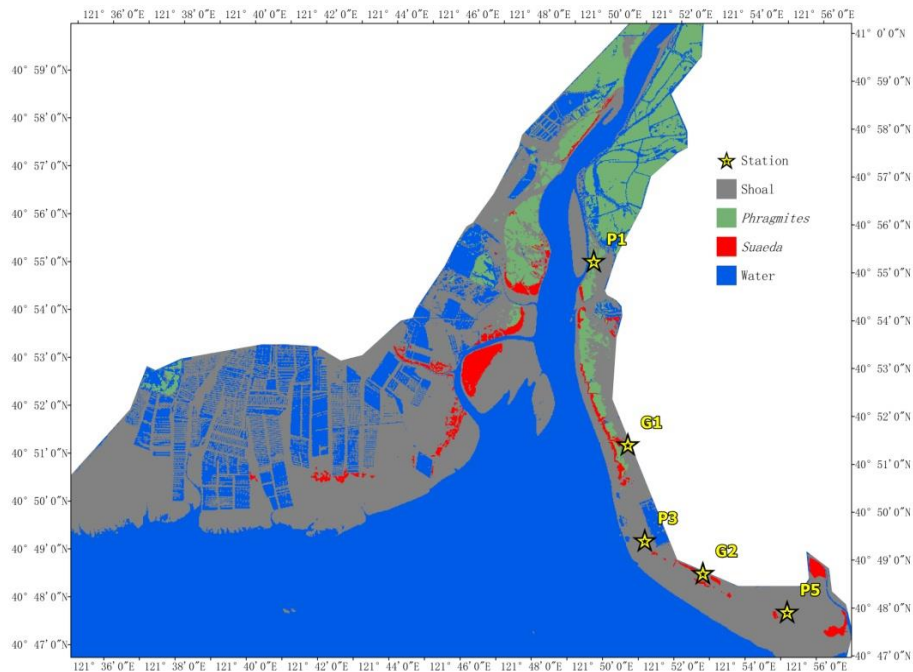 121° 36′0″E 121° 38′0″E 121° 40′0″E 121° 42′0″E 121° 44′0″E 121° 46′0″E 121° 48′0″E 121° 50′0″E 121° 52′0″E 121° 54′0″E 121° 56′0″E
41° 0′0″N
40° 59′0″N
40° 59′0″N
40° 58′0″N
40° 58′0″N
40° 57′0″N
Station
40° 57′0″N
Shoal
40° 56′0″N
Phragmites
40° 56′0″N
P1
Suaeda
40° 55′0″N
40° 55′0″N
Water
40° 54′0″N
40° 54′0″N
40° 53′0″N
40° 53′0″N
40° 52′0″N
40° 52′0″N
G1
40° 51′0″N
40° 51′0″N
40° 50′0″N
40° 50′0″N
P3
40° 49′0″N
G2
40° 49′0″N
P5
40° 48′0″N
40° 48′0″N
40° 47′0″N
40° 47′0″N
121° 36′0″E 121° 38′0″E 121° 40′0″E 121° 42′0″E 121° 44′0″E 121° 46′0″E 121° 48′0″E 121° 50′0″E 121° 52′0″E 121° 54′0″E 121° 56′0″E